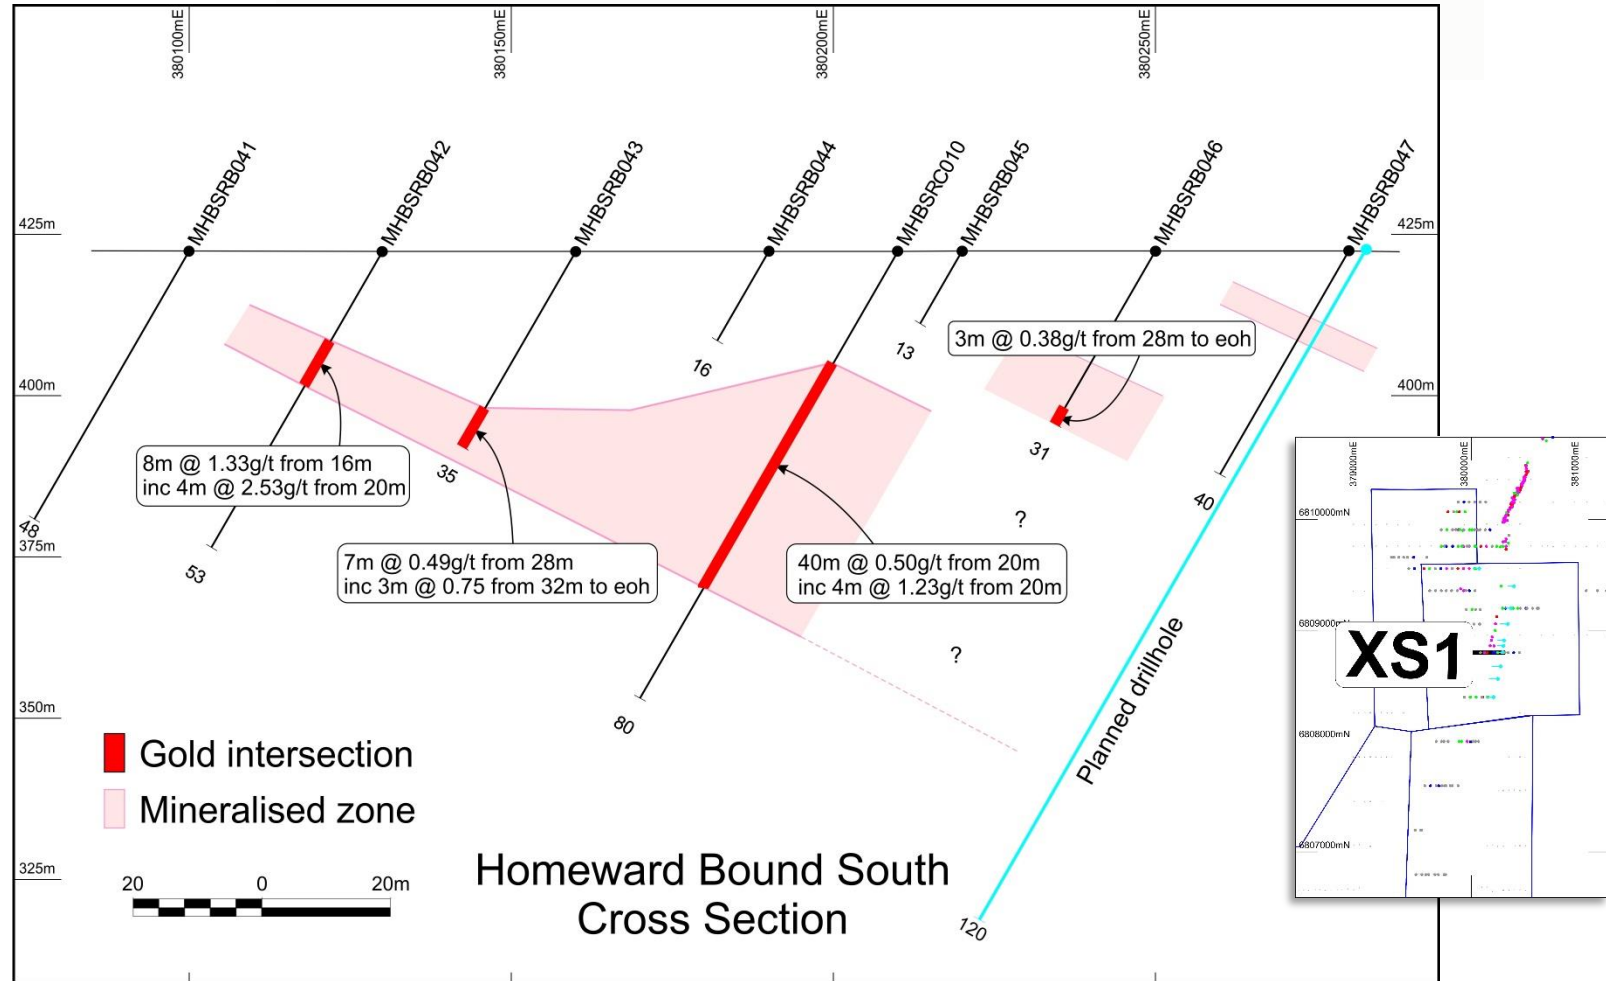 380100mE
380150mE
380200mE
380250mE
MHBSRB041
MHBSRB042
MHBSRB043
MHBSRB044
MHBSRC010
MHBSRB045
MHBSRB046
MHBSRB047
425m
425m
400m
400m
375m
350m
325m
16
13
3m @ 0.38g/t from 28m to eoh
8m @ 1.33g/t from 16m
inc 4m @ 2.53g/t from 20m
35
31
40
48
53
?
7m @ 0.49g/t from 28m
inc 3m @ 0.75 from 32m to eoh
40m @ 0.50g/t from 20m
inc 4m @ 1.23g/t from 20m
?
80
Planned drillhole
120
Gold intersection
Mineralised zone
20 0 20m
Homeward Bound South
Cross Section
379000mE
380000mE
381000mE
6810000mN
6809000mN
XS1
6808000mN
6807000mN